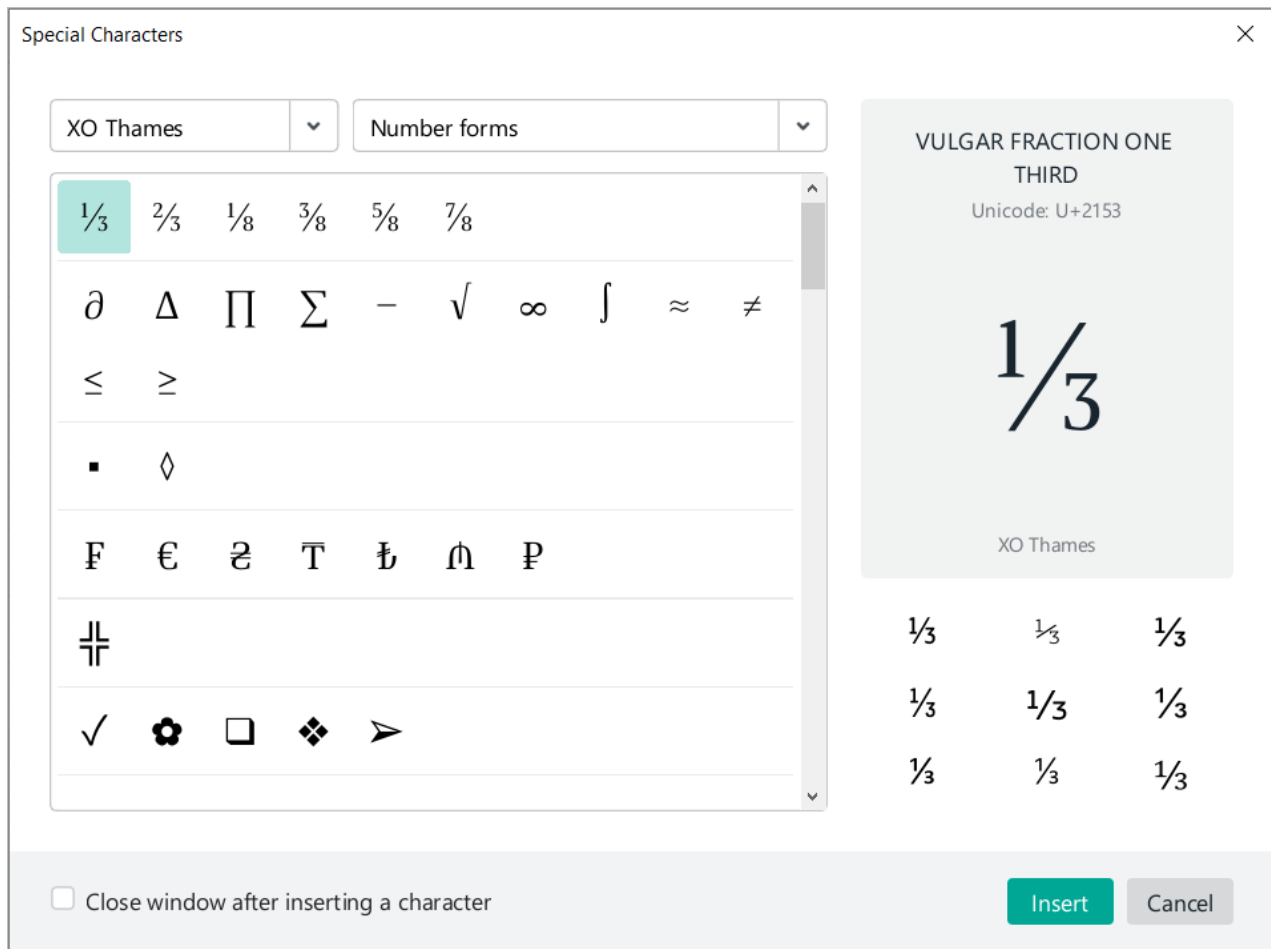 Special Characters
XO Thames
Number forms
⅓ ⅔ ⅛ ⅜ ⅝ ⅞
∂ ∆ ∏ ∑ − √ ∞ ∫ ≈ ≠
≤ ≥
▪ ◊
₣ € ₴ ₸ ₺ ₼ ₽
╬
✓ ✿ ❑ ❖ ➢
VULGAR FRACTION ONE
THIRD
Unicode: U+2153
⅓
XO Thames
⅓ ⅓ ⅓
⅓ ⅓ ⅓
⅓ ⅓ ⅓
Close window after inserting a character
Insert
Cancel